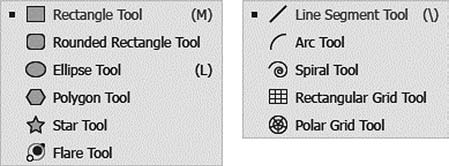 Rectangle Tool (M)
Rounded Rectangle Tool
Ellipse Tool (L)
Polygon Tool
Star Tool
Flare Tool
Line Segment Tool (\)
Arc Tool
Spiral Tool
Rectangular Grid Tool
Polar Grid Tool